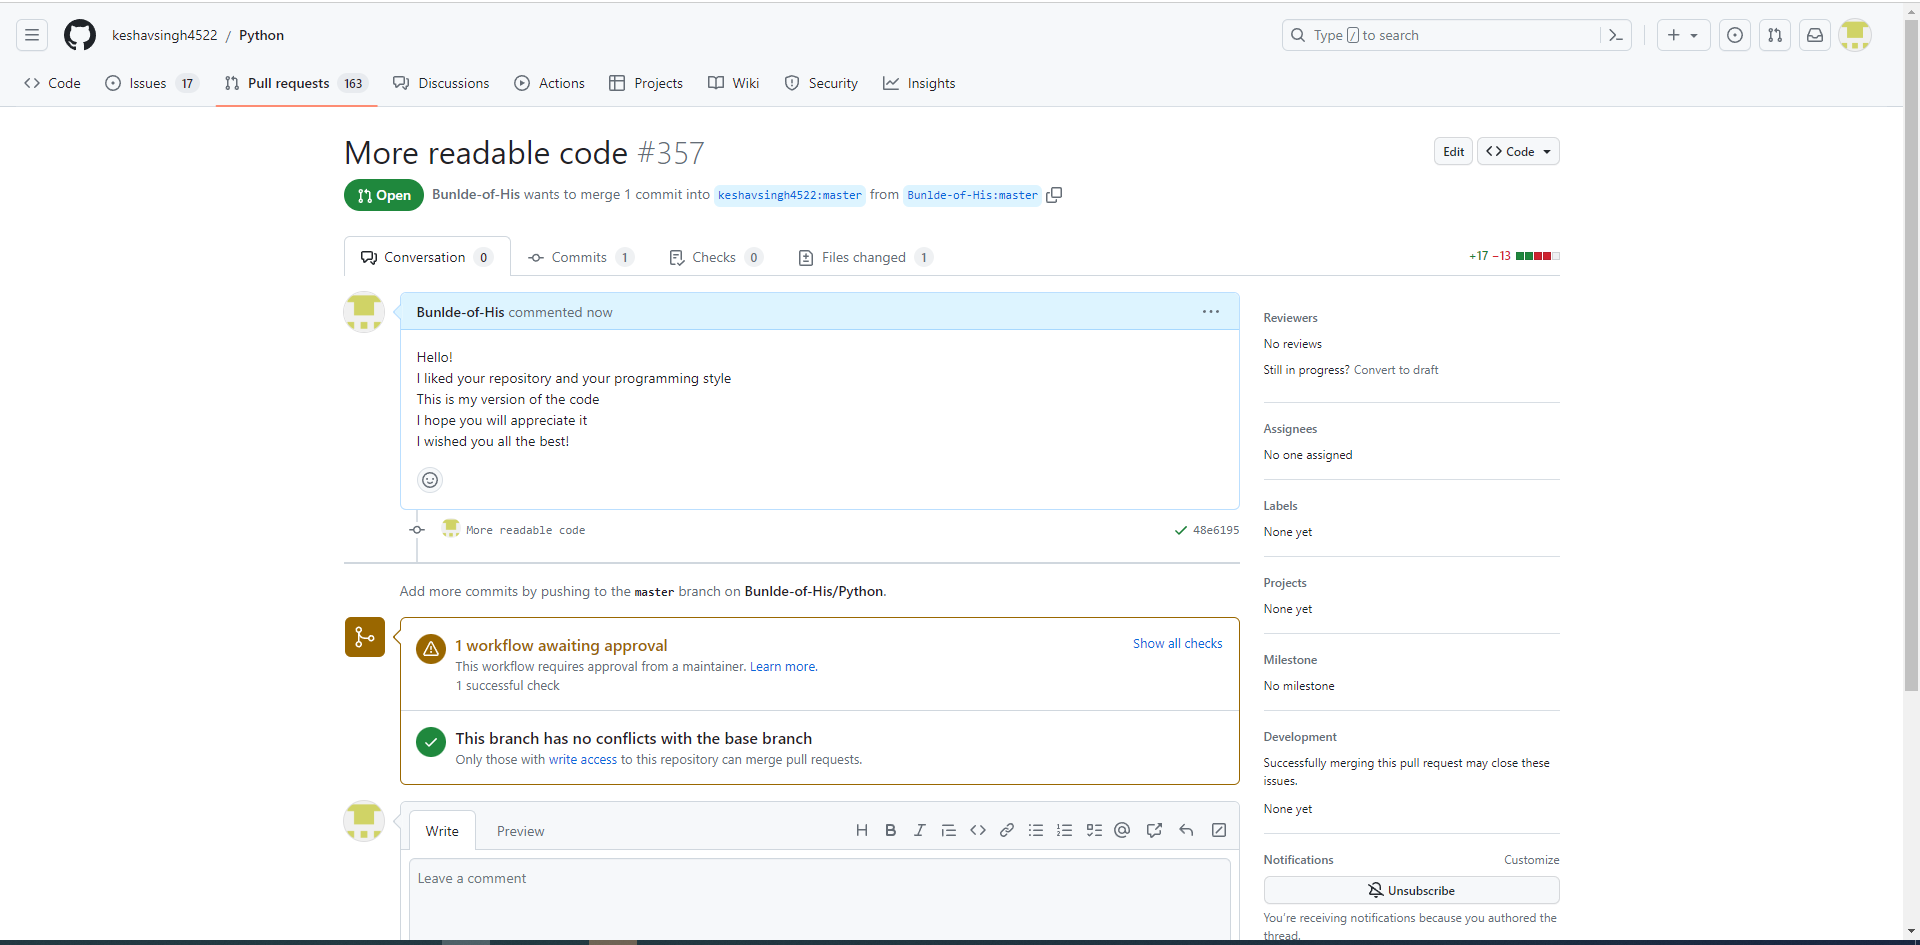 keshavsingh4522 / Python
Type / to search
Code
Issues 17
Pull requests 163
Discussions
Actions
Projects
Wiki
Security
Insights
More readable code #357
Edit
Code
Open
Bunlde-of-His wants to merge 1 commit into keshavsingh4522:master from Bunlde-of-His:master
Conversation 0
Commits 1
Checks 0
Files changed 1
+17 −13
Bunlde-of-His commented now
Hello!
I liked your repository and your programming style
This is my version of the code
I hope you will appreciate it
I wished you all the best!
More readable code
48e6195
Add more commits by pushing to the master branch on Bunlde-of-His/Python.
1 workflow awaiting approval
Show all checks
This workflow requires approval from a maintainer. Learn more.
1 successful check
This branch has no conflicts with the base branch
Only those with write access to this repository can merge pull requests.
Write
Preview
Leave a comment
Reviewers
No reviews
Still in progress? Convert to draft
Assignees
No one assigned
Labels
None yet
Projects
None yet
Milestone
No milestone
Development
Successfully merging this pull request may close these
issues.
None yet
Notifications
Customize
Unsubscribe
You're receiving notifications because you authored the
thread.